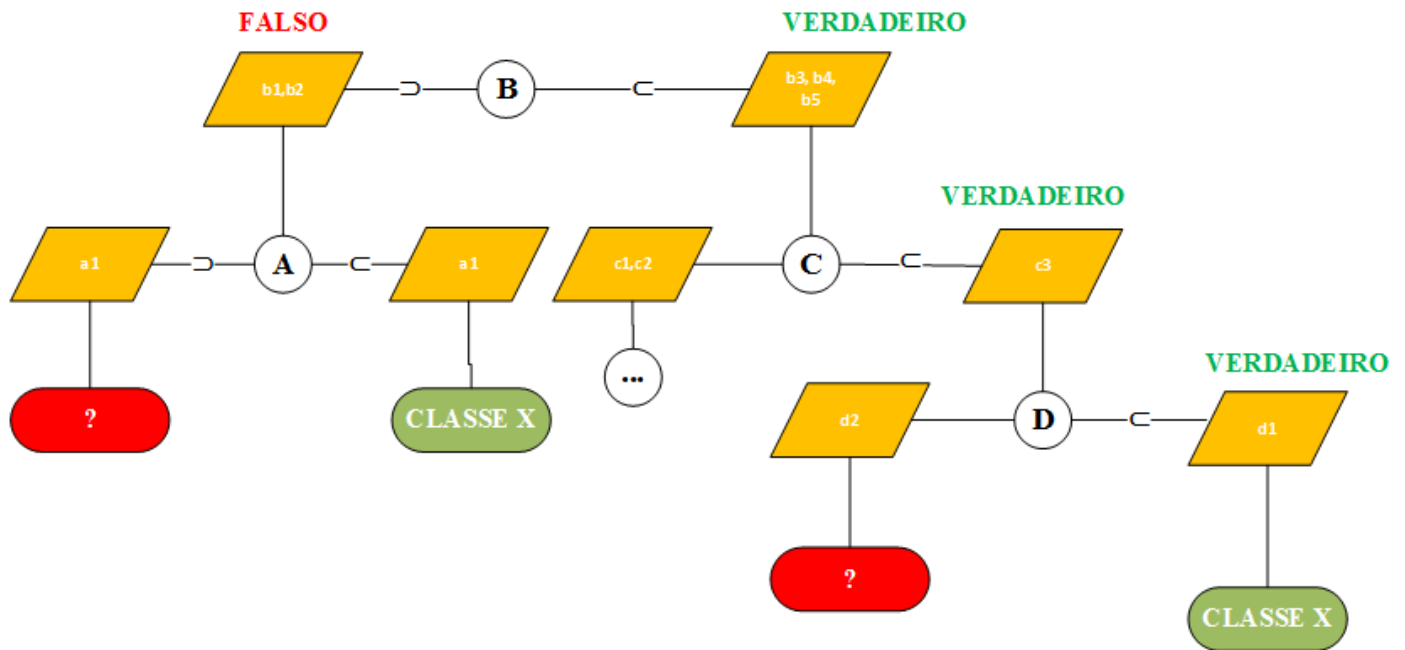 FALSO
VERDADEIRO
b1,b2
⊃
B
⊂
b3, b4,
b5
VERDADEIRO
a1
⊃
A
⊂
a1
c1,c2
C
⊂
c3
...
VERDADEIRO
?
CLASSE X
d2
D
⊂
d1
?
CLASSE X